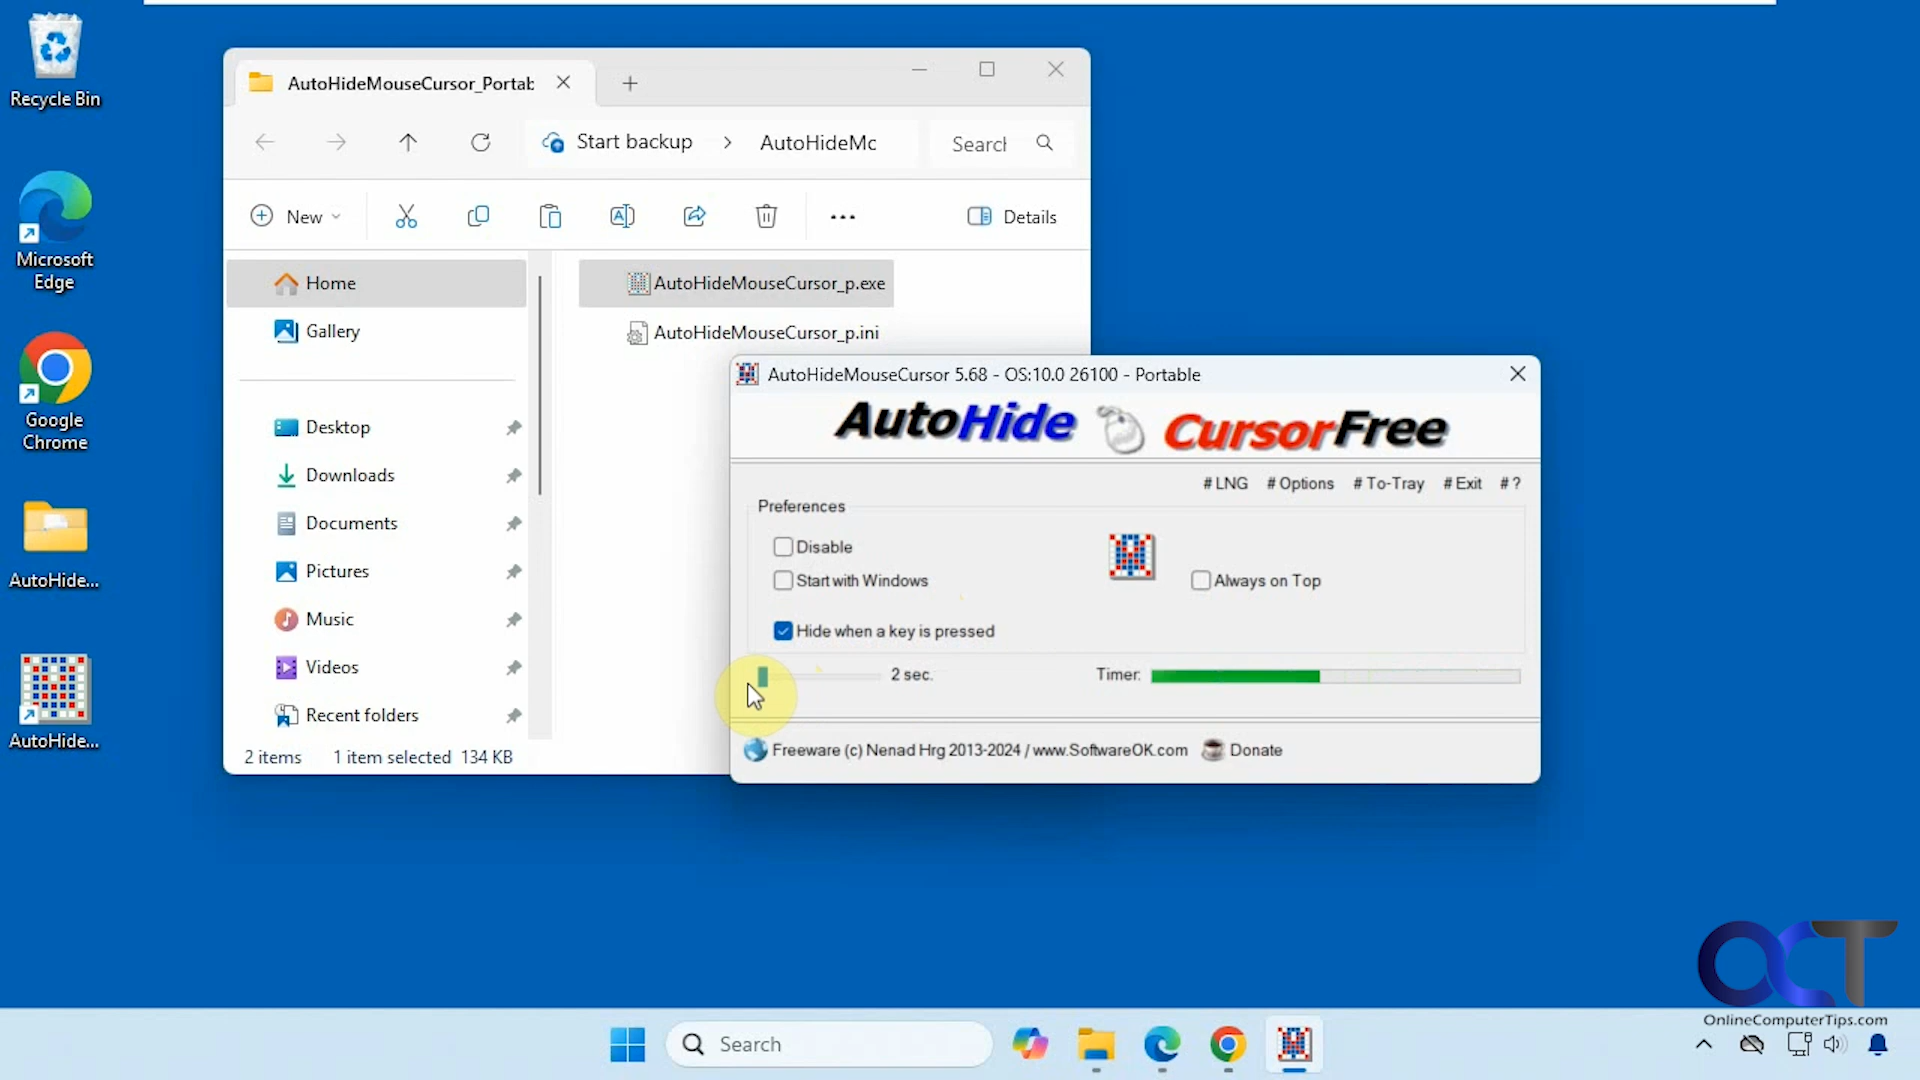 Recycle Bin
Microsoft
Edge
Google
Chrome
AutoHide...
AutoHide...
AutoHideMouseCursor_Portab
Start backup > AutoHideMc
Search
New
Details
Home
Gallery
Desktop
Downloads
Documents
Pictures
Music
Videos
Recent folders
AutoHideMouseCursor_p.exe
AutoHideMouseCursor_p.ini
2 items 1 item selected 134 KB
AutoHideMouseCursor 5.68 - OS:10.0 26100 - Portable
AutoHide CursorFree
# LNG # Options # To-Tray # Exit # ?
Preferences
Disable
Start with Windows
Always on Top
Hide when a key is pressed
2 sec.
Timer:
Freeware (c) Nenad Hrg 2013-2024 / www.SoftwareOK.com
Donate
OCT
OnlineComputerTips.com
Search